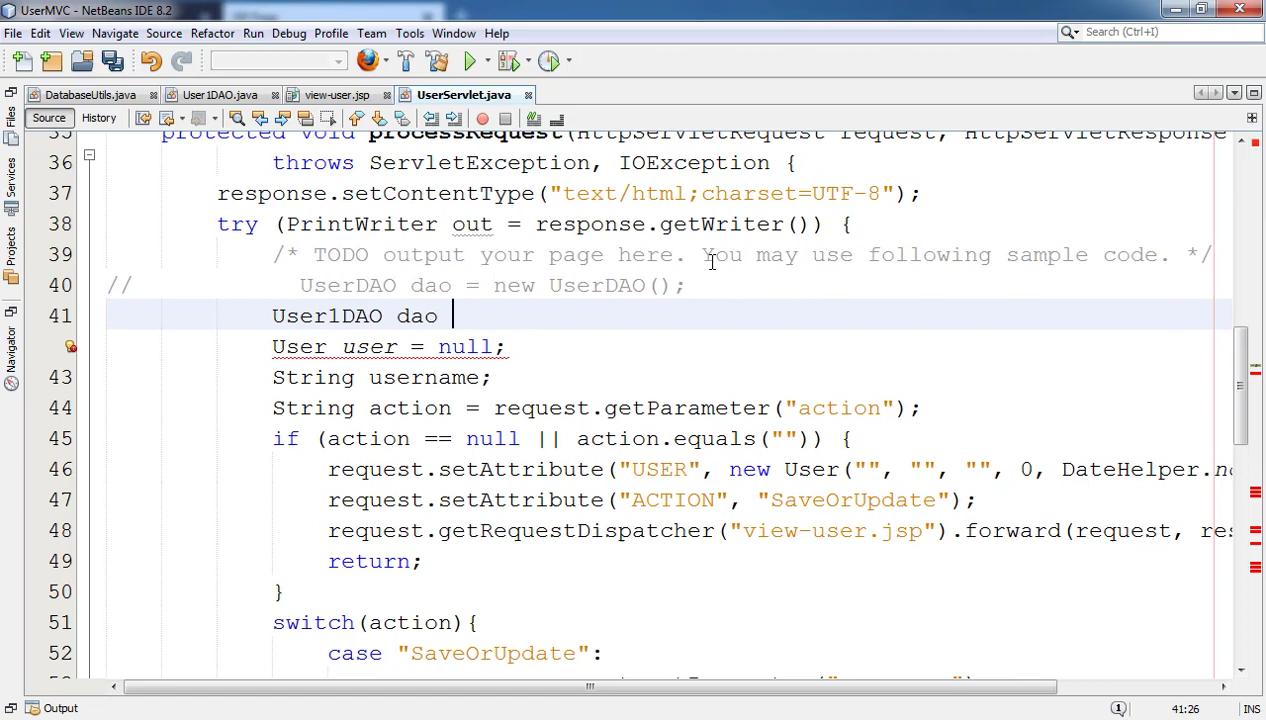 UserMVC - NetBeans IDE 8.2
File Edit View Navigate Source Refactor Run Debug Profile Team Tools Window Help
Search (Ctrl+I)
DatabaseUtils.java User1DAO.java view-user.jsp UserServlet.java
Source History
Files
Services
Projects
Navigator
35 protected void processRequest(HttpServletRequest request, HttpServletResponse
36 throws ServletException, IOException {
37 response.setContentType("text/html;charset=UTF-8");
38 try (PrintWriter out = response.getWriter()) {
39 /* TODO output your page here. You may use following sample code. */
40 // UserDAO dao = new UserDAO();
41 User1DAO dao
User user = null;
43 String username;
44 String action = request.getParameter("action");
45 if (action == null || action.equals("")) {
46 request.setAttribute("USER", new User("", "", "", 0, DateHelper.n
47 request.setAttribute("ACTION", "SaveOrUpdate");
48 request.getRequestDispatcher("view-user.jsp").forward(request, res
49 return;
50 }
51 switch(action){
52 case "SaveOrUpdate":
Output
1 41:26 INS